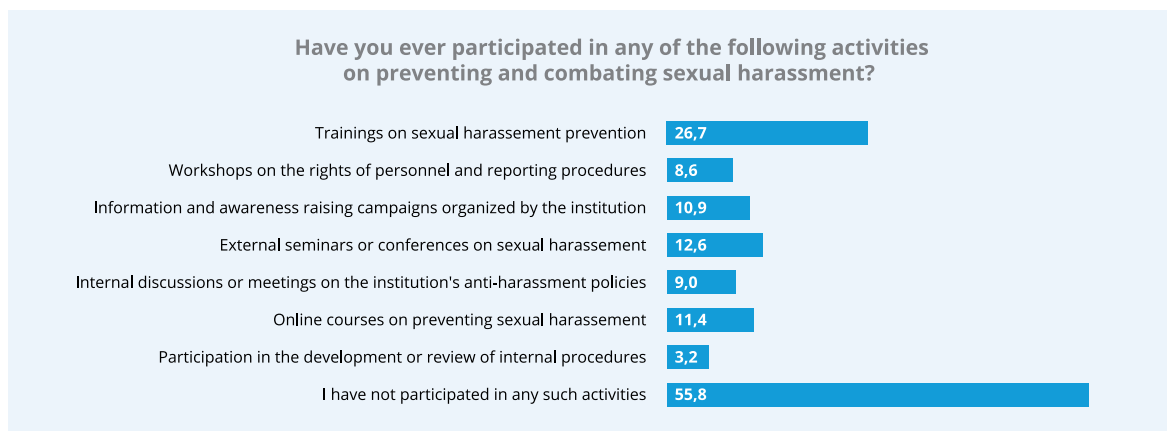 Have you ever participated in any of the following activities
on preventing and combating sexual harassment?
Trainings on sexual harassement prevention 26,7
Workshops on the rights of personnel and reporting procedures 8,6
Information and awareness raising campaigns organized by the institution 10,9
External seminars or conferences on sexual harassement 12,6
Internal discussions or meetings on the institution's anti-harassment policies 9,0
Online courses on preventing sexual harassement 11,4
Participation in the development or review of internal procedures 3,2
I have not participated in any such activities 55,8